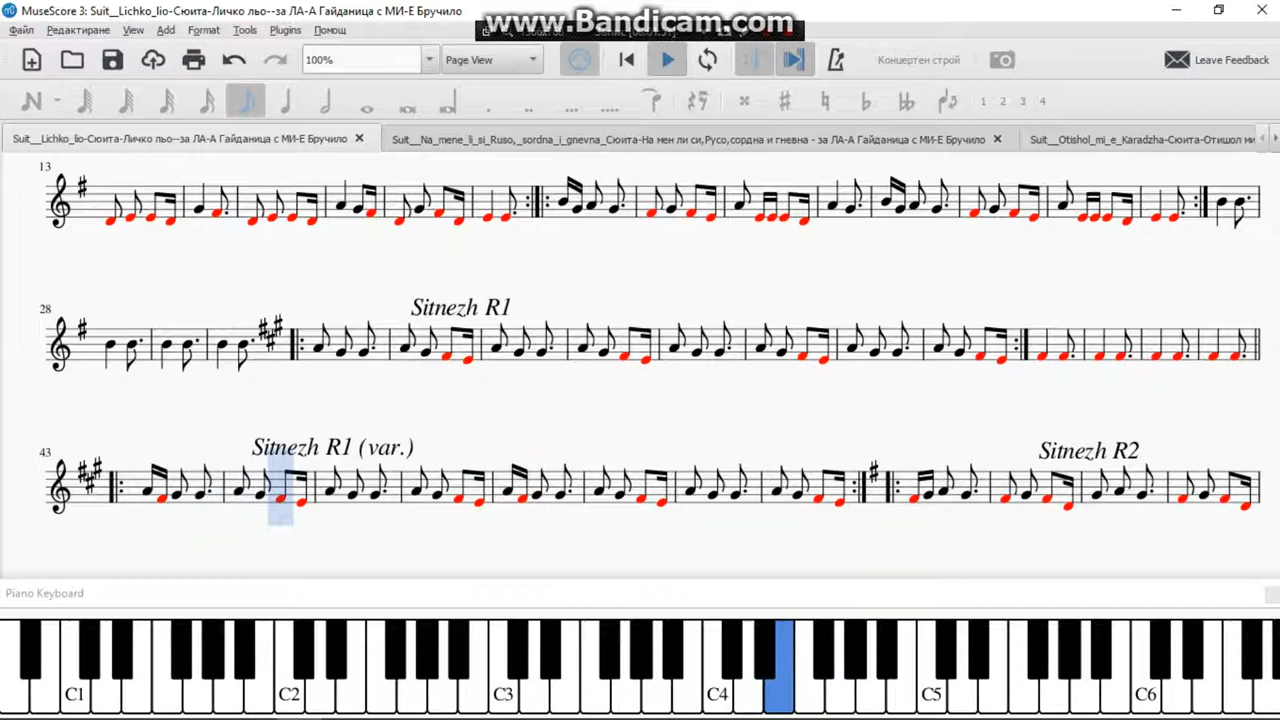 MuseScore 3: Suit__Lichko_lio-Сюита-Личко льо--за ЛА-А Гайданица с МИ-Е Бручило
www.Bandicam.com
Файл Редактиране View Add Format Tools Plugins Помощ
100% Page View Концертен строй Leave Feedback
1 2 3 4
Suit__Lichko_lio-Сюита-Личко льо--за ЛА-А Гайданица с МИ-Е Бручило Suit__Na_mene_li_si_Ruso,_sordna_i_gnevna_Сюита-На мен ли си,Русо,сордна и гневна - за ЛА-А Гайданица с МИ-Е Бручило Suit__Otishol_mi_e_Karadzha-Сюита-Отишол ми
13
28
Sitnezh R1
43
Sitnezh R1 (var.) Sitnezh R2
Piano Keyboard
C1 C2 C3 C4 C5 C6